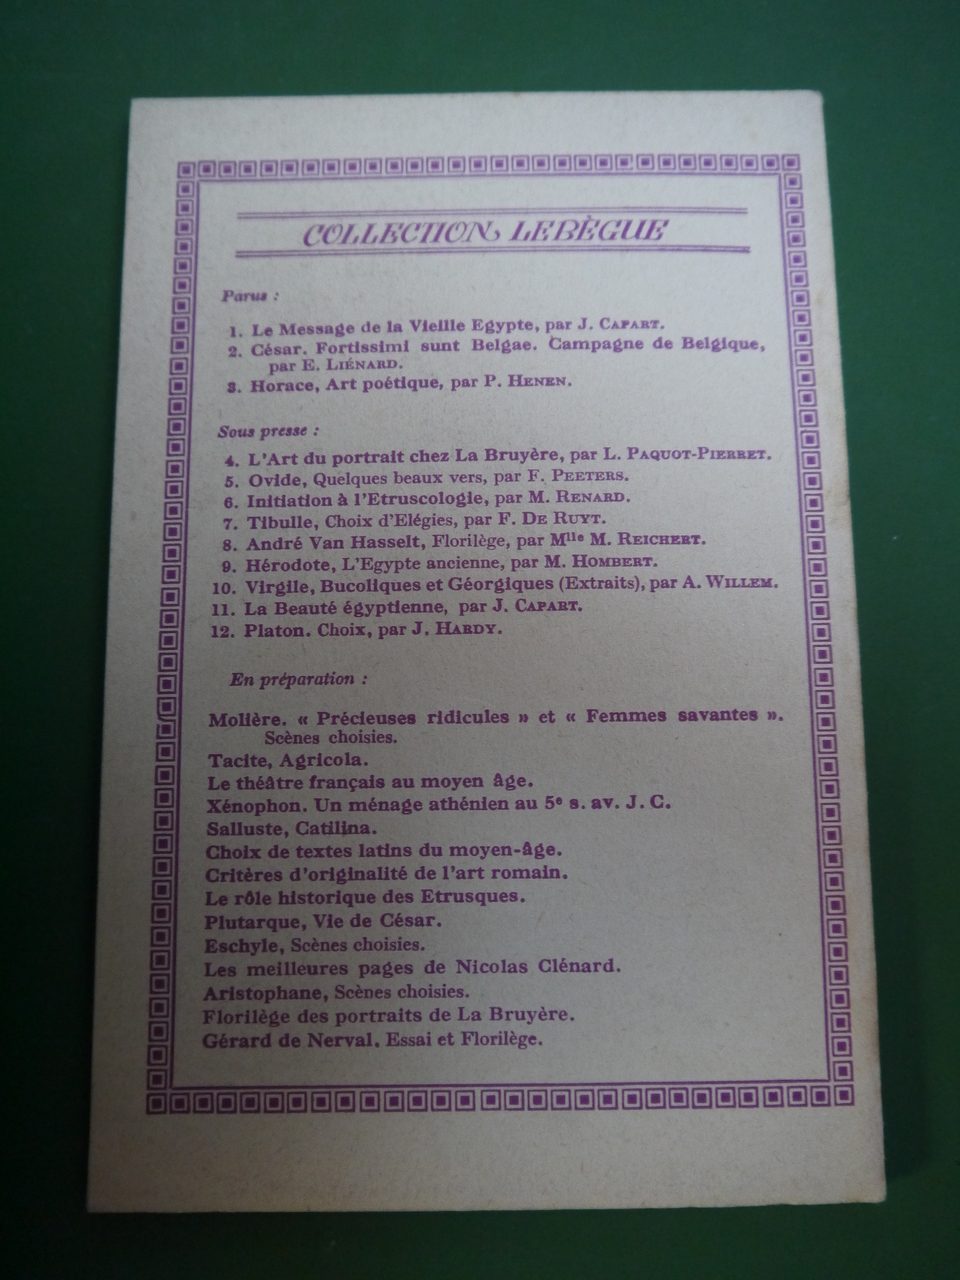 COLLECTION LEBÈGUE
Parus :
1. Le Message de la Vieille Egypte, par J. CAPART.
2. César. Fortissimi sunt Belgae. Campagne de Belgique,
par E. LIÉNARD.
3. Horace, Art poétique, par P. HENEN.
Sous presse :
4. L'Art du portrait chez La Bruyère, par L. PAQUOT-PIERRET.
5. Ovide, Quelques beaux vers, par F. PEETERS.
6. Initiation à l'Etruscologie, par M. RENARD.
7. Tibulle, Choix d'Elégies, par F. DE RUYT.
8. André Van Hasselt, Florilège, par Mlle M. REICHERT.
9. Hérodote, L'Egypte ancienne, par M. HOMBERT.
10. Virgile, Bucoliques et Géorgiques (Extraits), par A. WILLEM.
11. La Beauté égyptienne, par J. CAPART.
12. Platon. Choix, par J. HARDY.
En préparation :
Molière. « Précieuses ridicules » et « Femmes savantes ».
Scènes choisies.
Tacite, Agricola.
Le théâtre français au moyen âge.
Xénophon. Un ménage athénien au 5e s. av. J. C.
Salluste, Catilina.
Choix de textes latins du moyen-âge.
Critères d'originalité de l'art romain.
Le rôle historique des Etrusques.
Plutarque, Vie de César.
Eschyle, Scènes choisies.
Les meilleures pages de Nicolas Clénard.
Aristophane, Scènes choisies.
Florilège des portraits de La Bruyère.
Gérard de Nerval. Essai et Florilège.